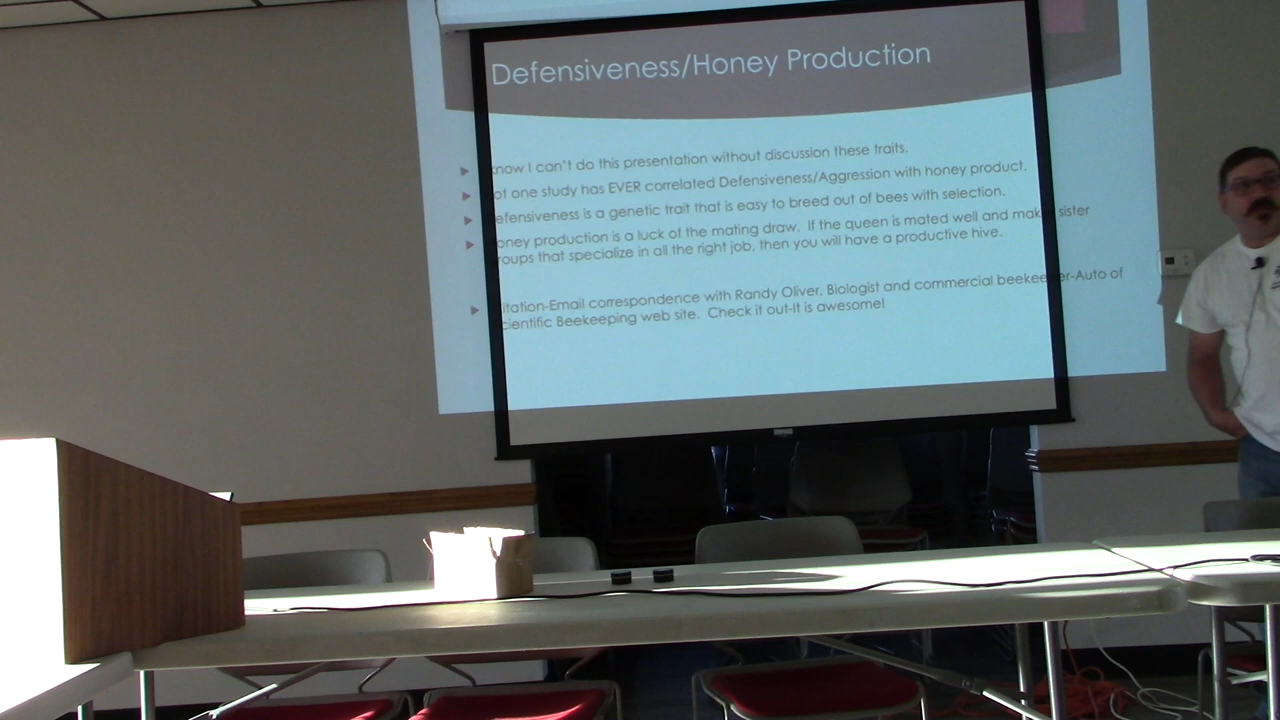 Defensiveness/Honey Production
now I can't do this presentation without discussion these traits.
ot one study has EVER correlated Defensiveness/Aggression with honey product.
efensiveness is a genetic trait that is easy to breed out of bees with selection.
oney production is a luck of the mating draw. If the queen is mated well and make sister
roups that specialize in all the right job, then you will have a productive hive.
itation-Email correspondence with Randy Oliver, Biologist and commercial beekeeper-Auto of
cientific Beekeeping web site. Check it out-It is awesome!